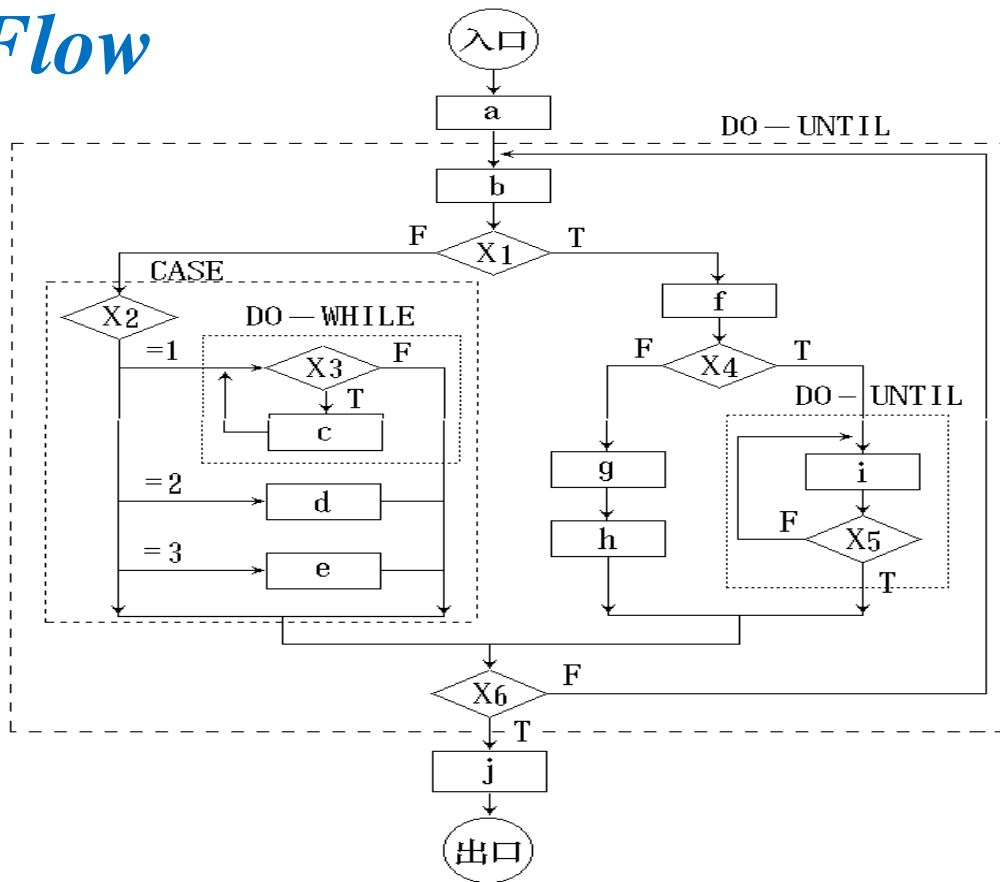 Flow
入口
a
DO-UNTIL
b
F
X1
T
CASE
f
X2
DO-WHILE
=1
X3
F
F
X4
T
T
DO-UNTIL
c
g
i
=2
d
F
h
X5
=3
e
T
X6
F
T
j
出口